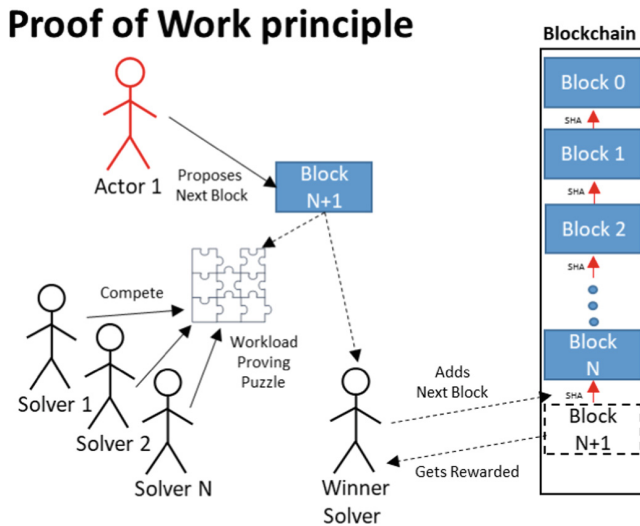 Proof of Work principle
Blockchain
Block 0
SHA
Block 1
SHA
Block 2
SHA
Block
N
SHA
Block
N+1
Actor 1
Proposes
Next Block
Block
N+1
Compete
Workload
Proving
Puzzle
Solver 1
Solver 2
Solver N
Winner
Solver
Adds
Next Block
Gets Rewarded